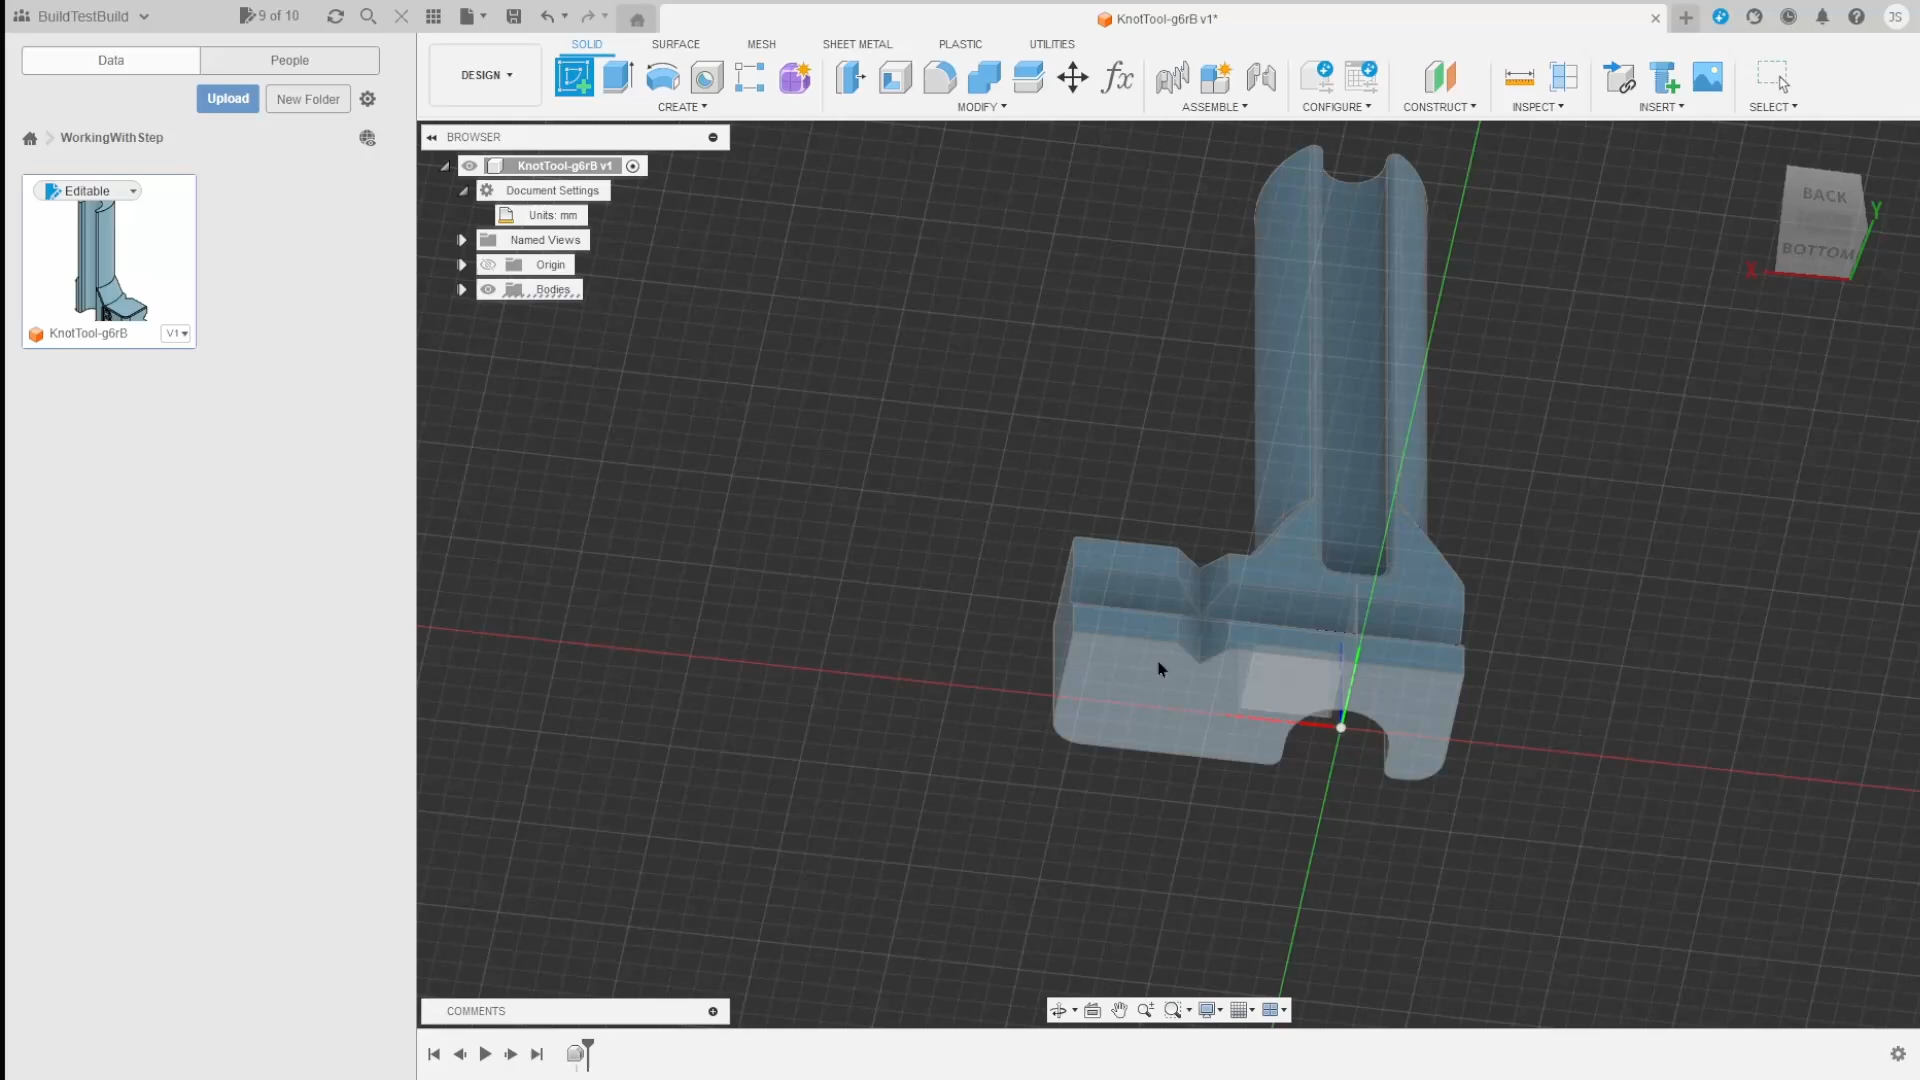 BuildTestBuild
9 of 10
KnotTool-g6rB v1*
JS
Data
People
Upload
New Folder
WorkingWithStep
Editable
KnotTool-g6rB
V1
DESIGN
SOLID
SURFACE
MESH
SHEET METAL
PLASTIC
UTILITIES
fx
CREATE
MODIFY
ASSEMBLE
CONFIGURE
CONSTRUCT
INSPECT
INSERT
SELECT
BROWSER
KnotTool-g6rB v1
Document Settings
Units: mm
Named Views
Origin
Bodies
BACK
BOTTOM
X
Y
COMMENTS